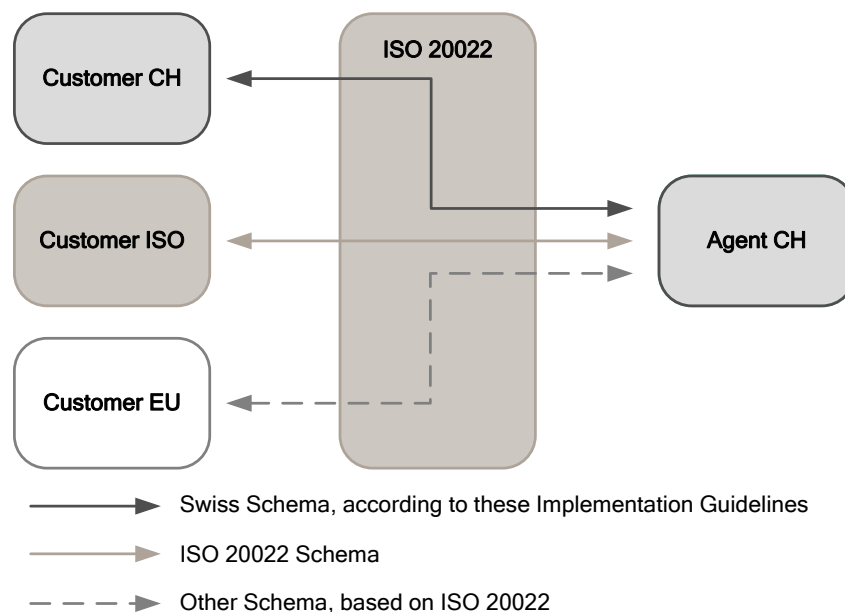 ISO 20022
Customer CH
Customer ISO
Agent CH
Customer EU
Swiss Schema, according to these Implementation Guidelines
ISO 20022 Schema
Other Schema, based on ISO 20022